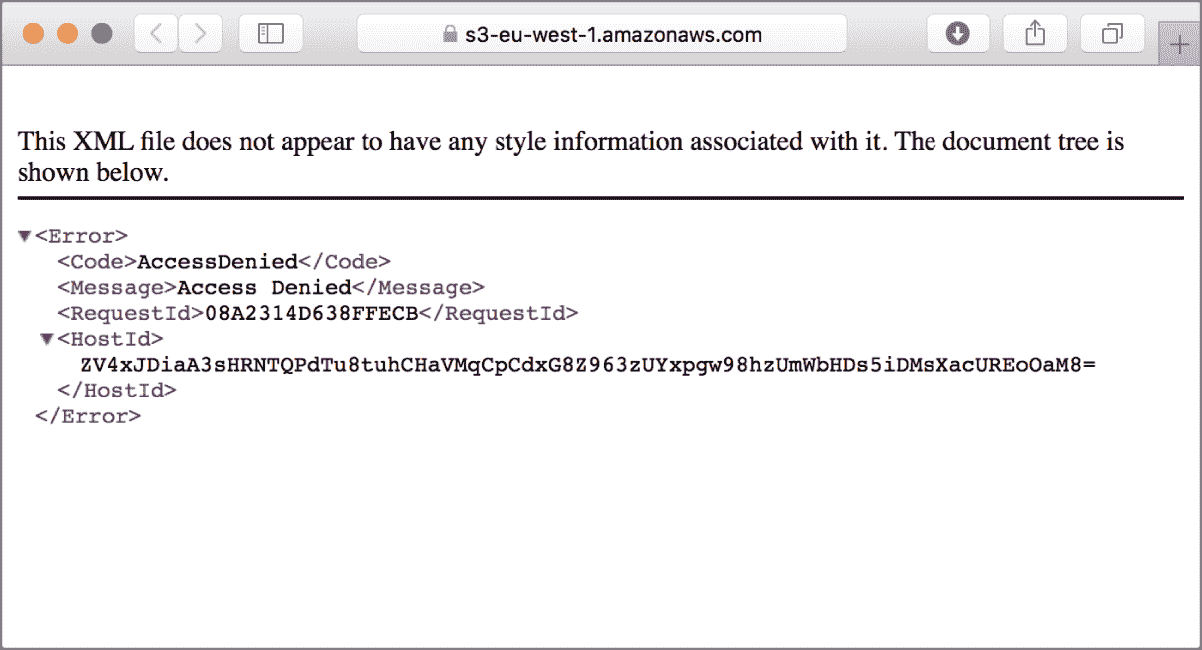 s3-eu-west-1.amazonaws.com
This XML file does not appear to have any style information associated with it. The document tree is
shown below.
<Error>
<Code>AccessDenied</Code>
<Message>Access Denied</Message>
<RequestId>08A2314D638FFECB</RequestId>
<HostId>
ZV4xJDiaA3sHRNTQPdTu8tuhCHaVMqCpCdxG8Z963zUYxpgw98hzUmWbHDs5iDMsXacUREoOaM8=
</HostId>
</Error>